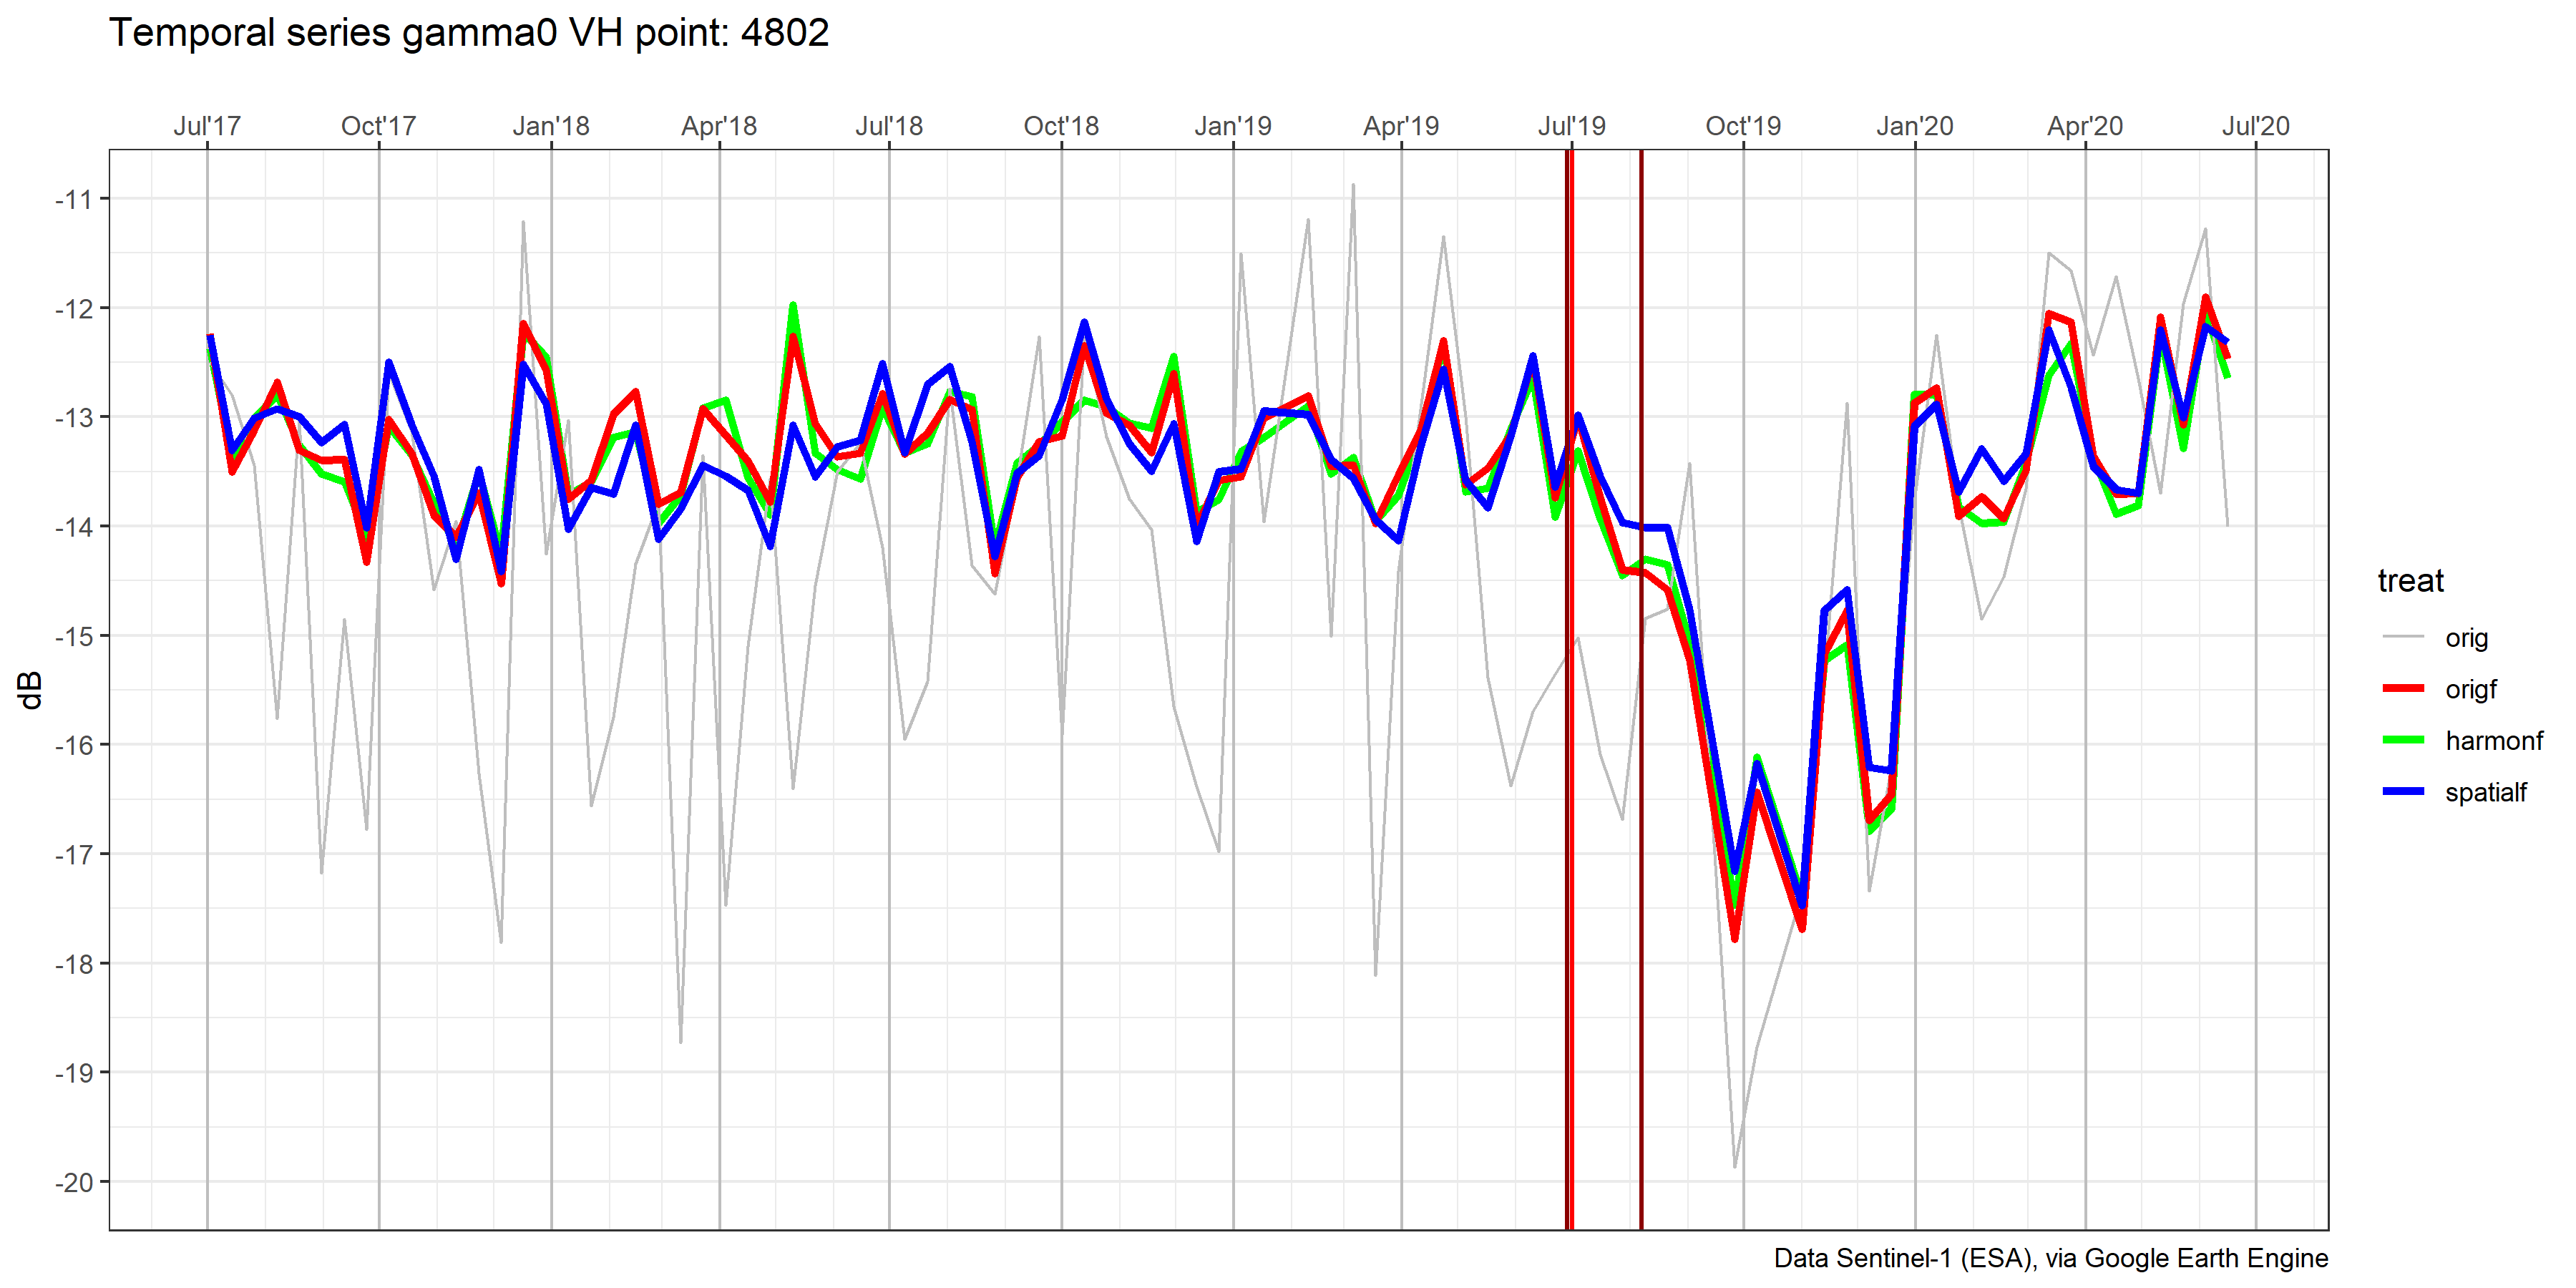 Temporal series gamma0 VH point: 4802
Jul'17 Oct'17 Jan'18 Apr'18 Jul'18 Oct'18 Jan'19 Apr'19 Jul'19 Oct'19 Jan'20 Apr'20 Jul'20
-11
-12
-13
-14
-15
-16
-17
-18
-19
-20
dB
treat
orig
origf
harmonf
spatialf
Data Sentinel-1 (ESA), via Google Earth Engine